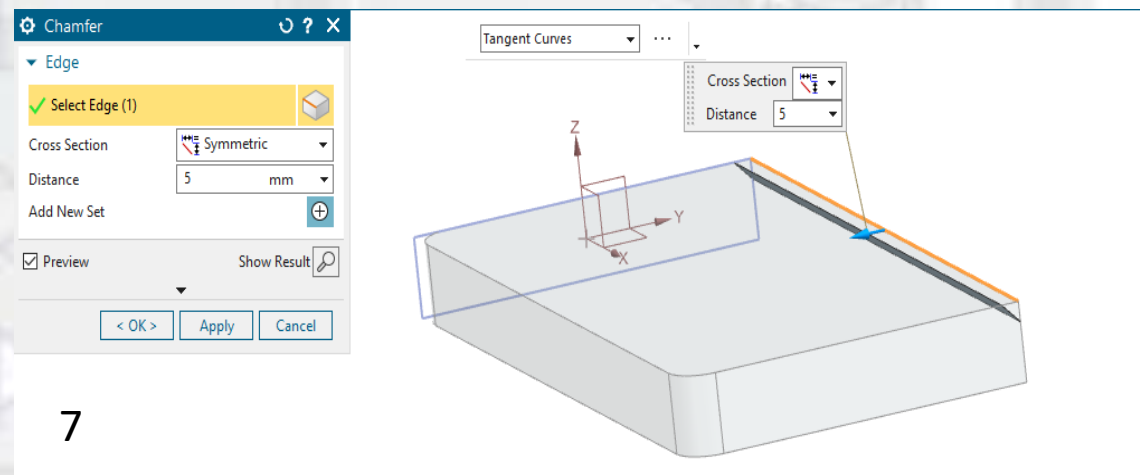 Chamfer
Edge
Select Edge (1)
Cross Section Symmetric
Distance 5 mm
Add New Set
Preview Show Result
< OK > Apply Cancel
7
Tangent Curves
Cross Section
Distance 5
Z
Y
X